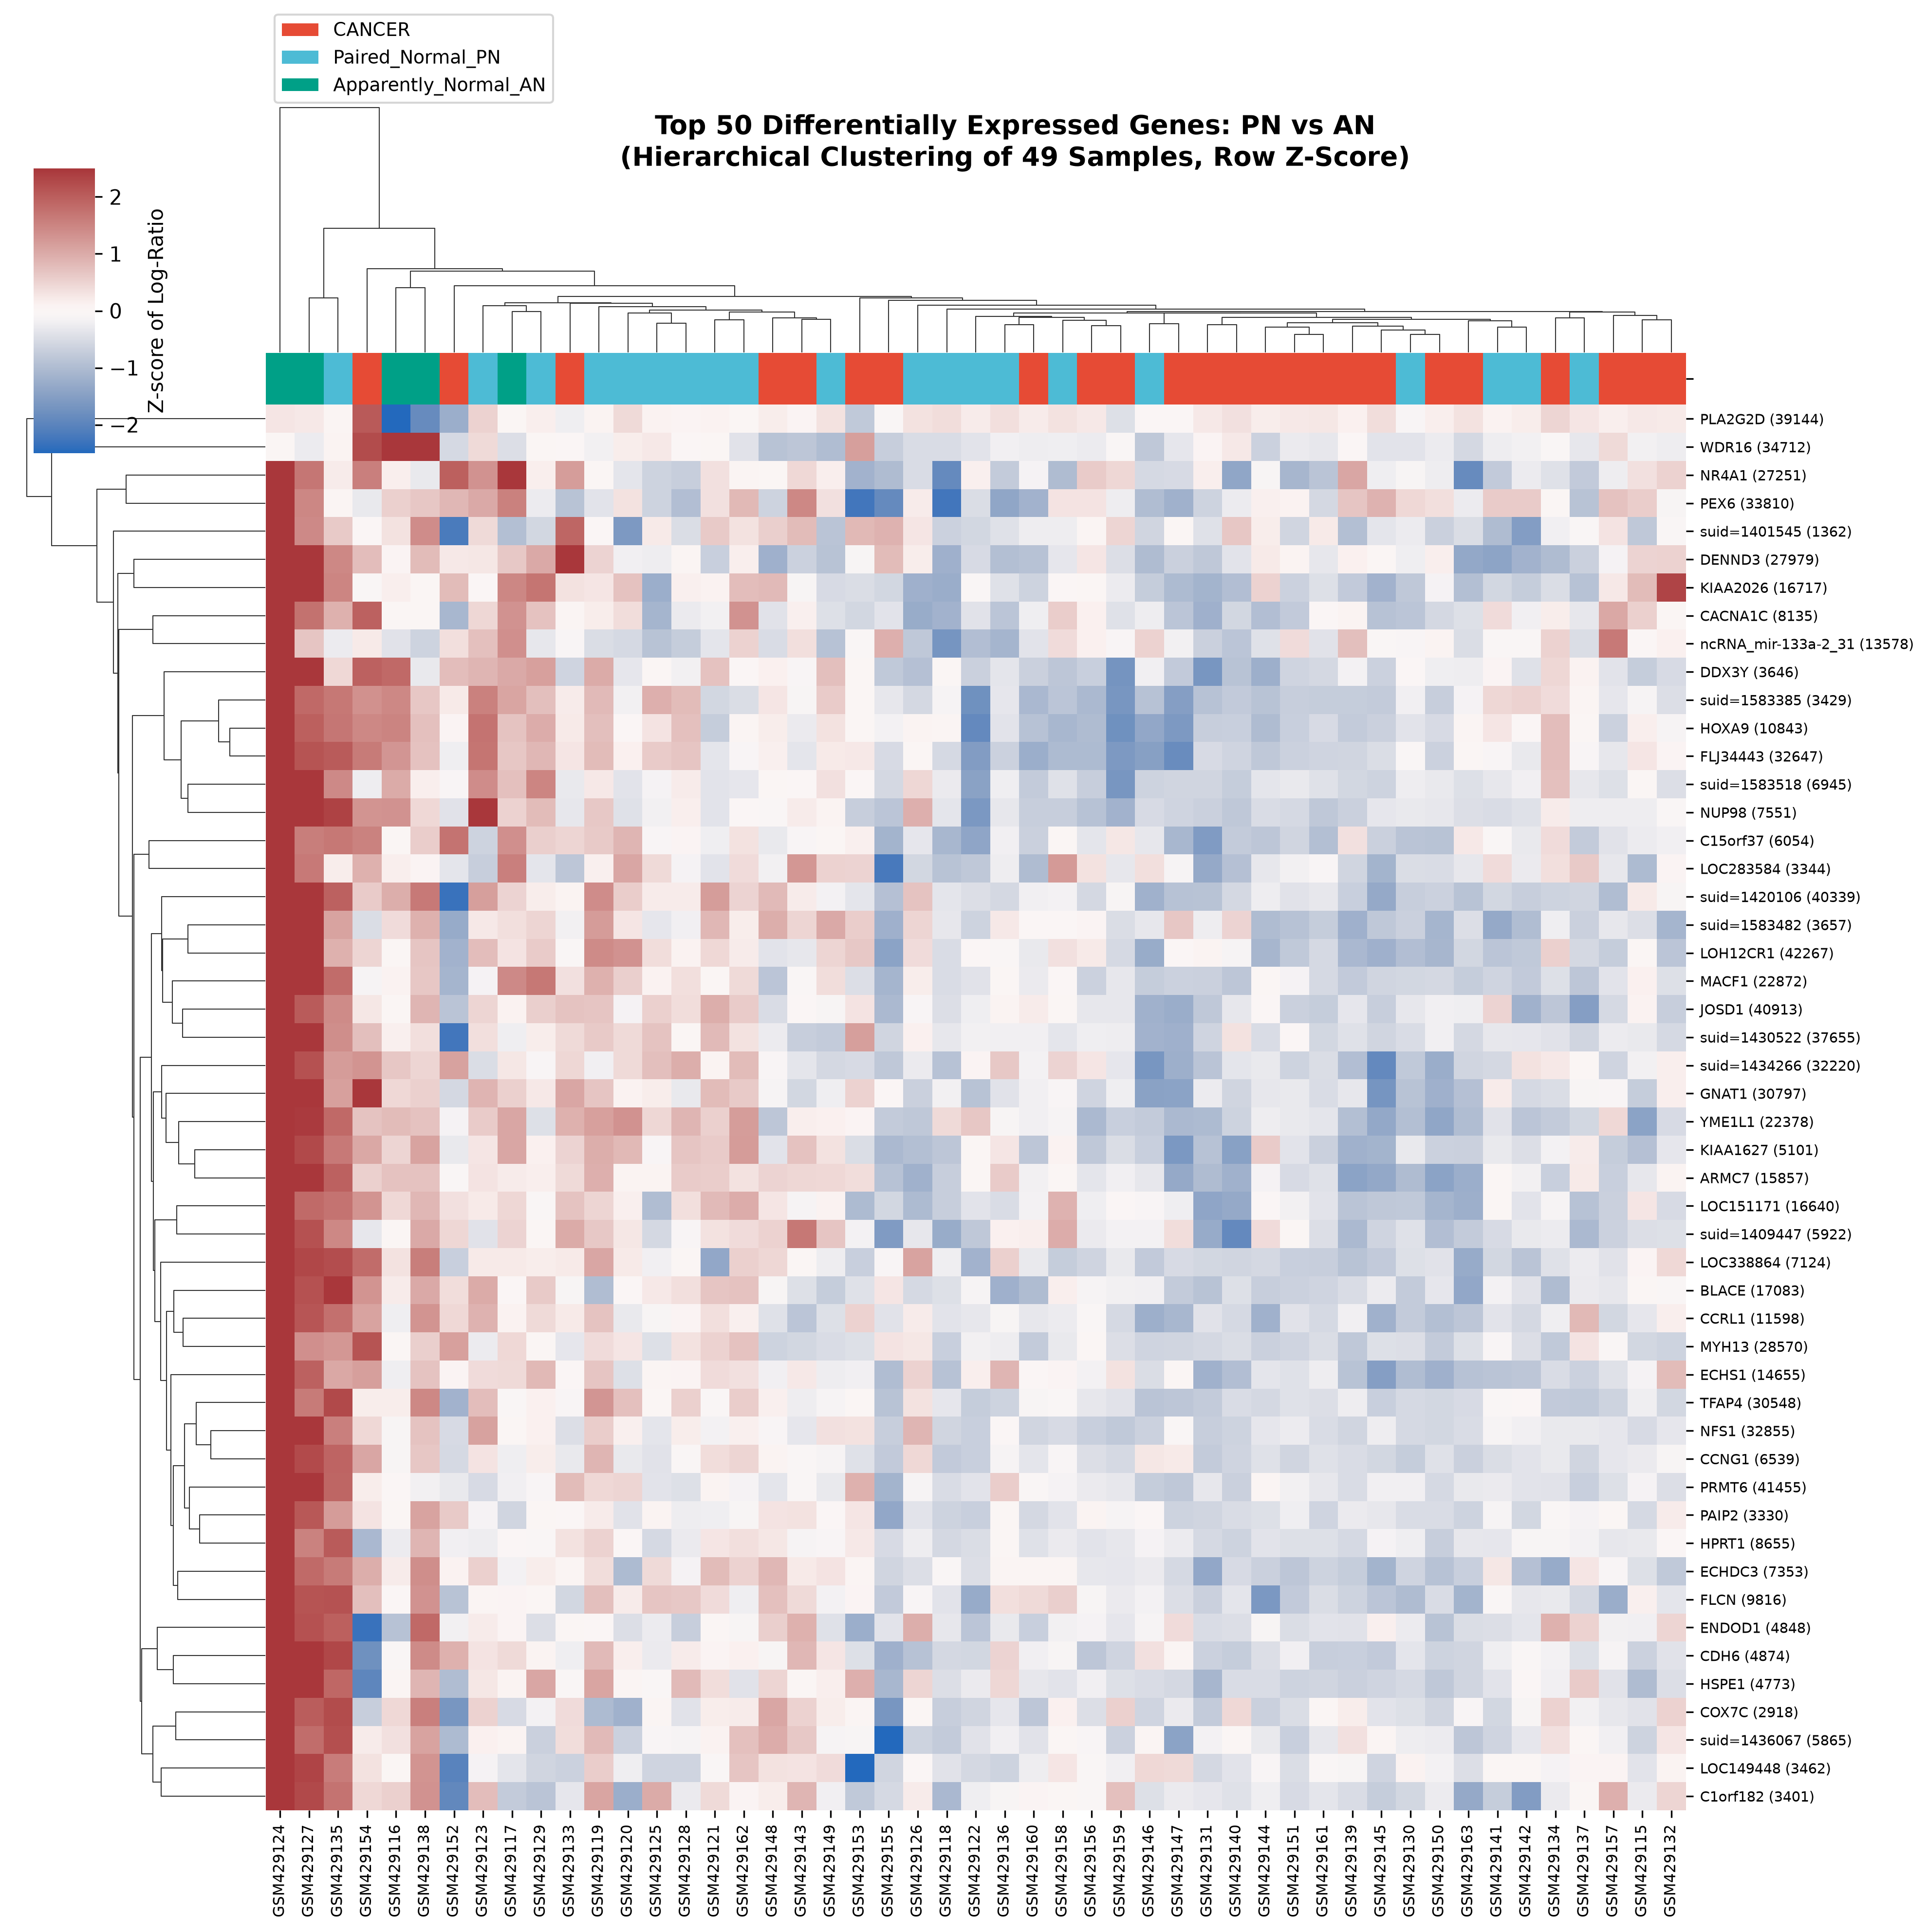 CANCER
Paired_Normal_PN
Apparently_Normal_AN
Top 50 Differentially Expressed Genes: PN vs AN
(Hierarchical Clustering of 49 Samples, Row Z-Score)
2
1
0
−1
−2
Z-score of Log-Ratio
PLA2G2D (39144)
WDR16 (34712)
NR4A1 (27251)
PEX6 (33810)
suid=1401545 (1362)
DENND3 (27979)
KIAA2026 (16717)
CACNA1C (8135)
ncRNA_mir-133a-2_31 (13578)
DDX3Y (3646)
suid=1583385 (3429)
HOXA9 (10843)
FLJ34443 (32647)
suid=1583518 (6945)
NUP98 (7551)
C15orf37 (6054)
LOC283584 (3344)
suid=1420106 (40339)
suid=1583482 (3657)
LOH12CR1 (42267)
MACF1 (22872)
JOSD1 (40913)
suid=1430522 (37655)
suid=1434266 (32220)
GNAT1 (30797)
YME1L1 (22378)
KIAA1627 (5101)
ARMC7 (15857)
LOC151171 (16640)
suid=1409447 (5922)
LOC338864 (7124)
BLACE (17083)
CCRL1 (11598)
MYH13 (28570)
ECHS1 (14655)
TFAP4 (30548)
NFS1 (32855)
CCNG1 (6539)
PRMT6 (41455)
PAIP2 (3330)
HPRT1 (8655)
ECHDC3 (7353)
FLCN (9816)
ENDOD1 (4848)
CDH6 (4874)
HSPE1 (4773)
COX7C (2918)
suid=1436067 (5865)
LOC149448 (3462)
C1orf182 (3401)
GSM429124
GSM429127
GSM429135
GSM429154
GSM429116
GSM429138
GSM429152
GSM429123
GSM429117
GSM429129
GSM429133
GSM429119
GSM429120
GSM429125
GSM429128
GSM429121
GSM429162
GSM429148
GSM429143
GSM429149
GSM429153
GSM429155
GSM429126
GSM429118
GSM429122
GSM429136
GSM429160
GSM429158
GSM429156
GSM429159
GSM429146
GSM429147
GSM429131
GSM429140
GSM429144
GSM429151
GSM429161
GSM429139
GSM429145
GSM429130
GSM429150
GSM429163
GSM429141
GSM429142
GSM429134
GSM429137
GSM429157
GSM429115
GSM429132